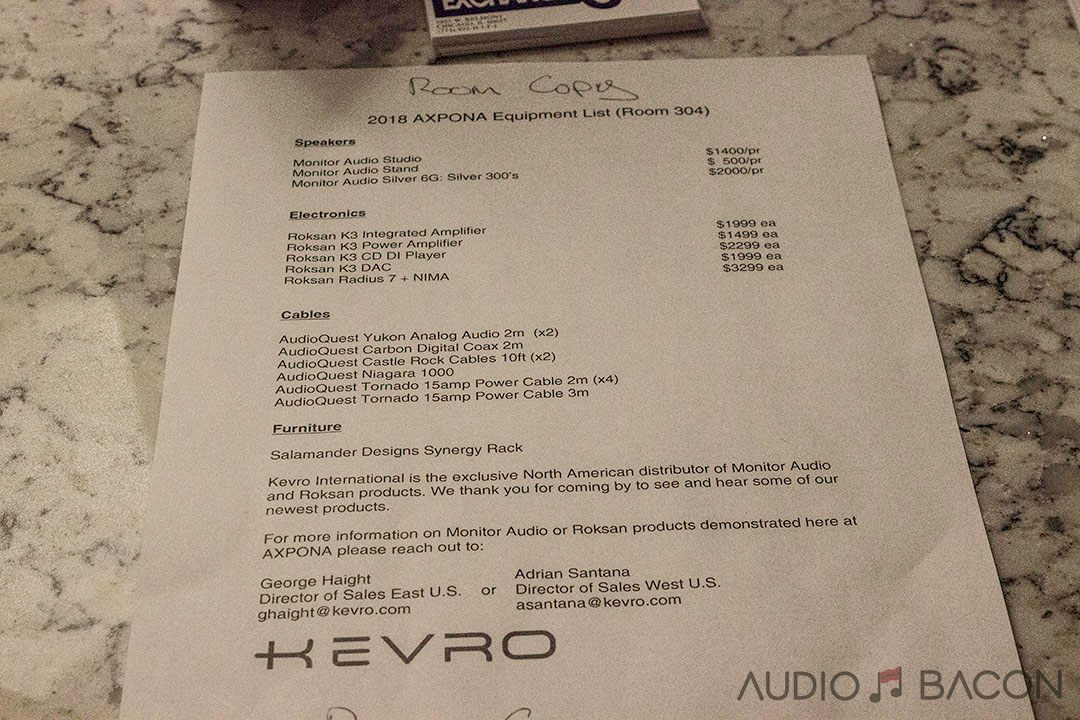 EXCHANGE
CHICAGO, IL
Room Copy
2018 AXPONA Equipment List (Room 304)
Speakers
Monitor Audio Studio $1400/pr
Monitor Audio Stand $ 500/pr
Monitor Audio Silver 6G: Silver 300's $2000/pr
Electronics
Roksan K3 Integrated Amplifier $1999 ea
Roksan K3 Power Amplifier $1499 ea
Roksan K3 CD DI Player $2299 ea
Roksan K3 DAC $1999 ea
Roksan Radius 7 + NIMA $3299 ea
Cables
AudioQuest Yukon Analog Audio 2m (x2)
AudioQuest Carbon Digital Coax 2m
AudioQuest Castle Rock Cables 10ft (x2)
AudioQuest Niagara 1000
AudioQuest Tornado 15amp Power Cable 2m (x4)
AudioQuest Tornado 15amp Power Cable 3m
Furniture
Salamander Designs Synergy Rack
Kevro International is the exclusive North American distributor of Monitor Audio
and Roksan products. We thank you for coming by to see and hear some of our
newest products.
For more information on Monitor Audio or Roksan products demonstrated here at
AXPONA please reach out to:
George Haight
Director of Sales East U.S. or
ghaight@kevro.com
Adrian Santana
Director of Sales West U.S.
asantana@kevro.com
KEVRO
AUDIO BACON